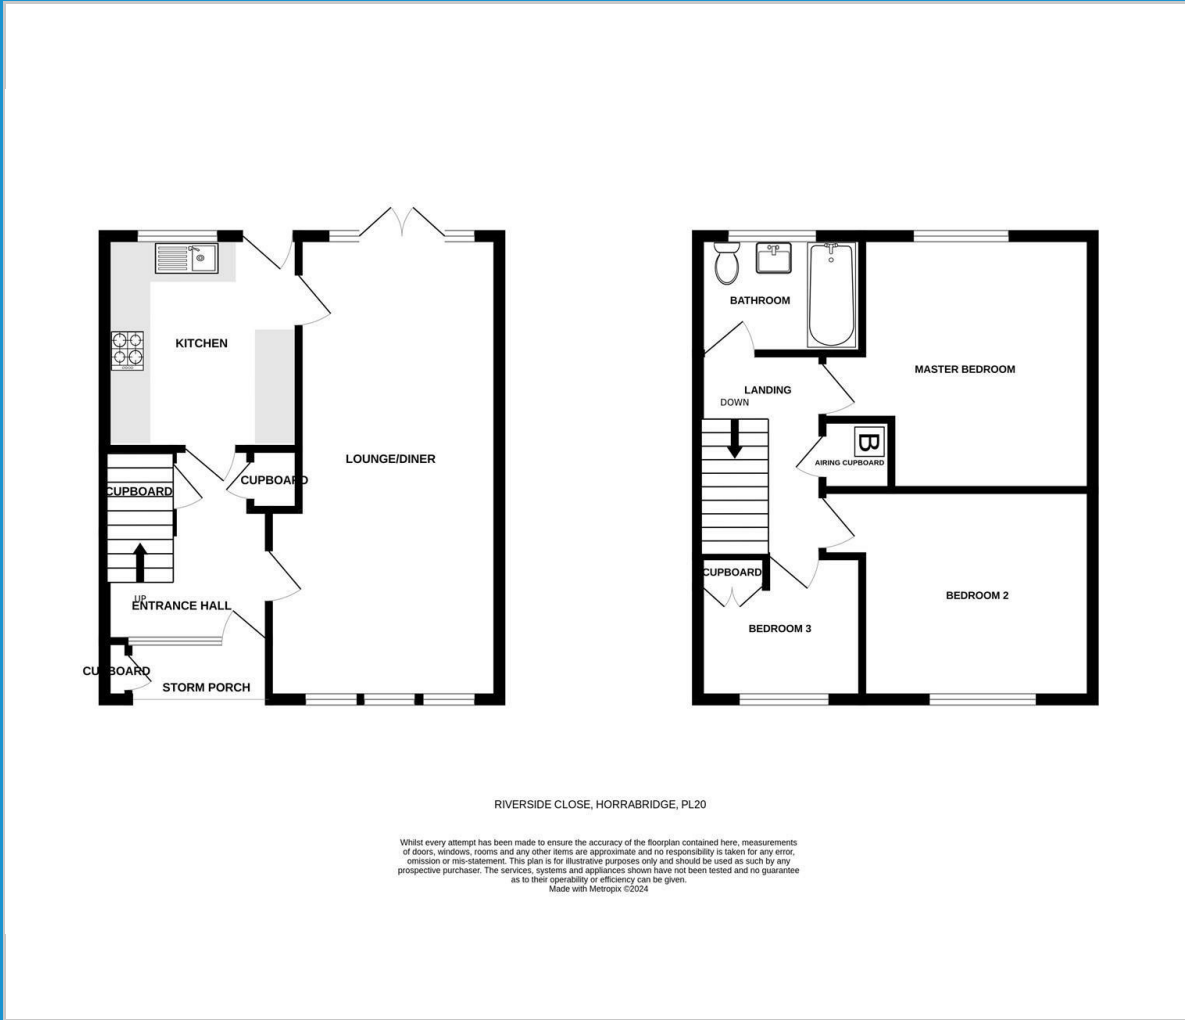 KITCHEN
LOUNGE/DINER
CUPBOARD
CUPBOARD
UP
ENTRANCE HALL
CUPBOARD
STORM PORCH
BATHROOM
MASTER BEDROOM
LANDING
DOWN
B
AIRING CUPBOARD
CUPBOARD
BEDROOM 2
BEDROOM 3
RIVERSIDE CLOSE, HORRABRIDGE, PL20
Whilst every attempt has been made to ensure the accuracy of the floorplan contained here, measurements
of doors, windows, rooms and any other items are approximate and no responsibility is taken for any error,
omission or mis-statement. This plan is for illustrative purposes only and should be used as such by any
prospective purchaser. The services, systems and appliances shown have not been tested and no guarantee
as to their operability or efficiency can be given.
Made with Metropix ©2024